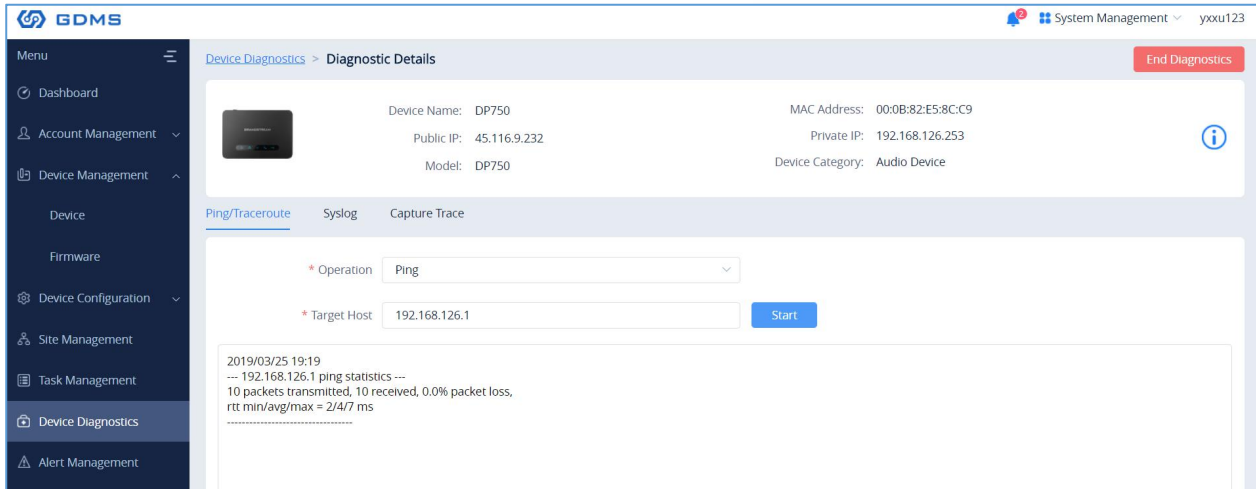 GDMS
2
System Management
yxxu123
Menu
Dashboard
Account Management
Device Management
Device
Firmware
Device Configuration
Site Management
Task Management
Device Diagnostics
Alert Management
Device Diagnostics > Diagnostic Details
End Diagnostics
Device Name: DP750
MAC Address: 00:0B:82:E5:8C:C9
Public IP: 45.116.9.232
Private IP: 192.168.126.253
Model: DP750
Device Category: Audio Device
Ping/Traceroute Syslog Capture Trace
* Operation Ping
* Target Host 192.168.126.1 Start
2019/03/25 19:19
--- 192.168.126.1 ping statistics ---
10 packets transmitted, 10 received, 0.0% packet loss,
rtt min/avg/max = 2/4/7 ms
----------------------------------